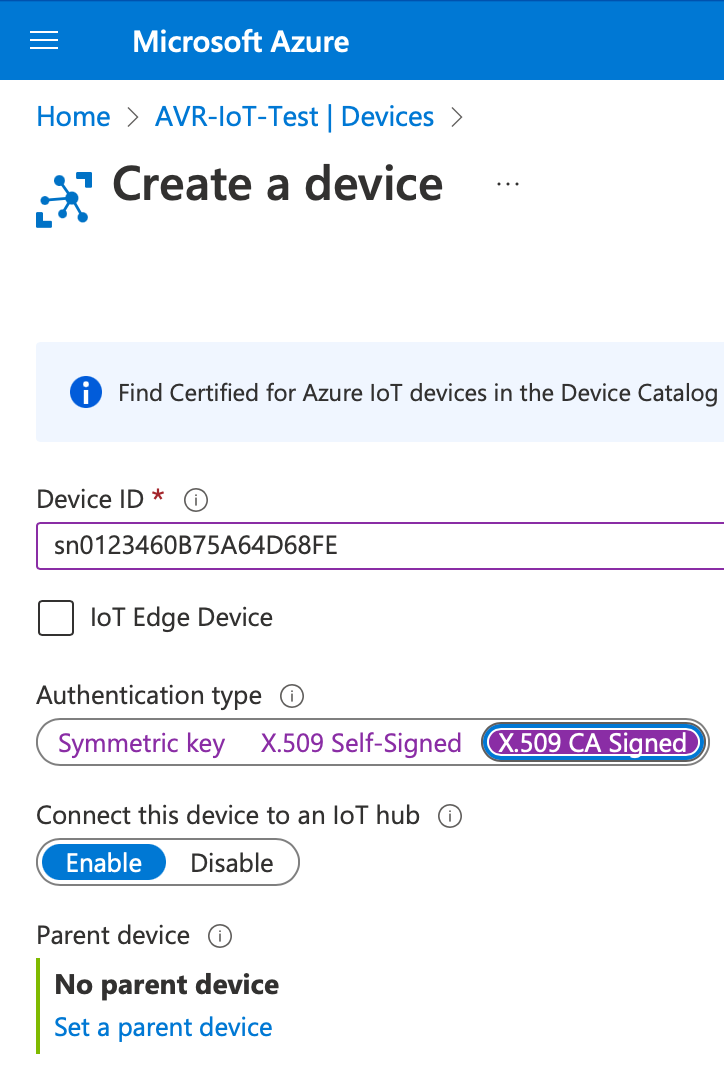 Microsoft Azure
Home > AVR-IoT-Test | Devices >
Create a device ...
Find Certified for Azure IoT devices in the Device Catalog
Device ID *
sn0123460B75A64D68FE
IoT Edge Device
Authentication type
Symmetric key X.509 Self-Signed X.509 CA Signed
Connect this device to an IoT hub
Enable Disable
Parent device
No parent device
Set a parent device